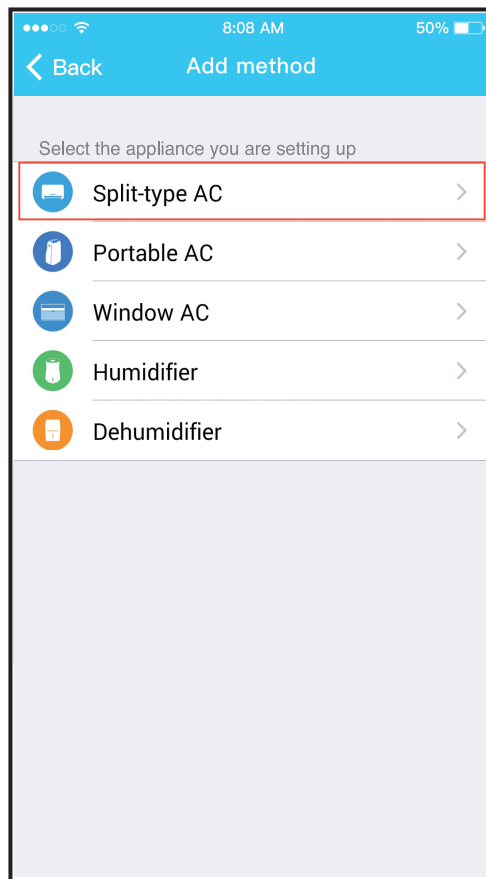 8:08 AM
50%
Back
Add method
Select the appliance you are setting up
Split-type AC
Portable AC
Window AC
Humidifier
Dehumidifier